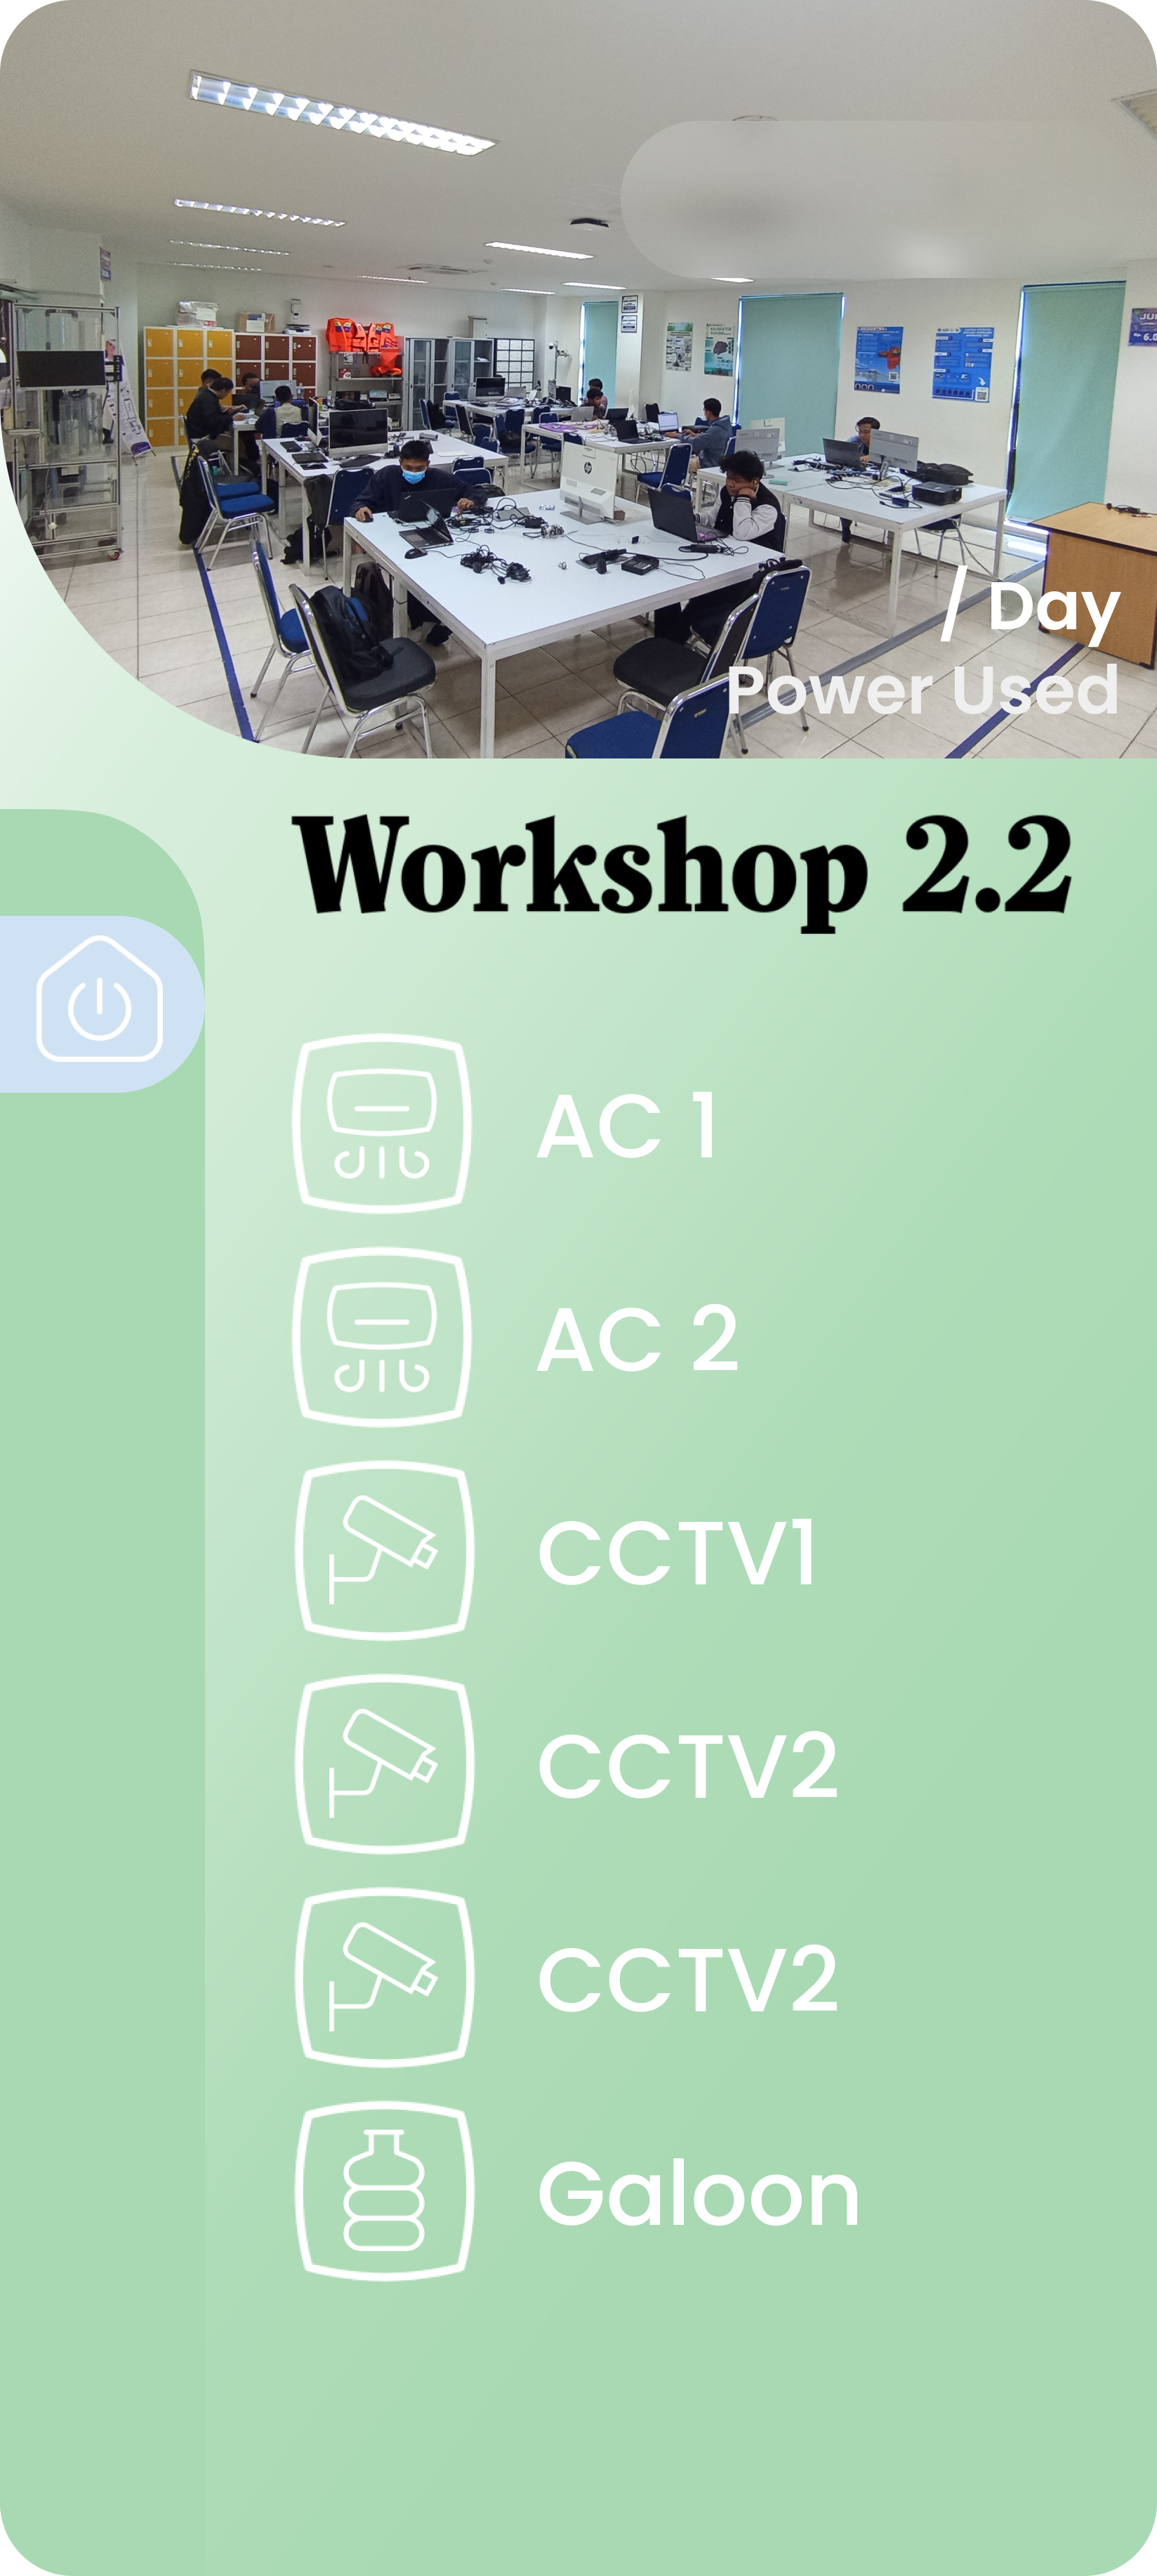 / Day
Power Used
Workshop 2.2
AC 1
AC 2
CCTV1
CCTV2
CCTV2
Galoon